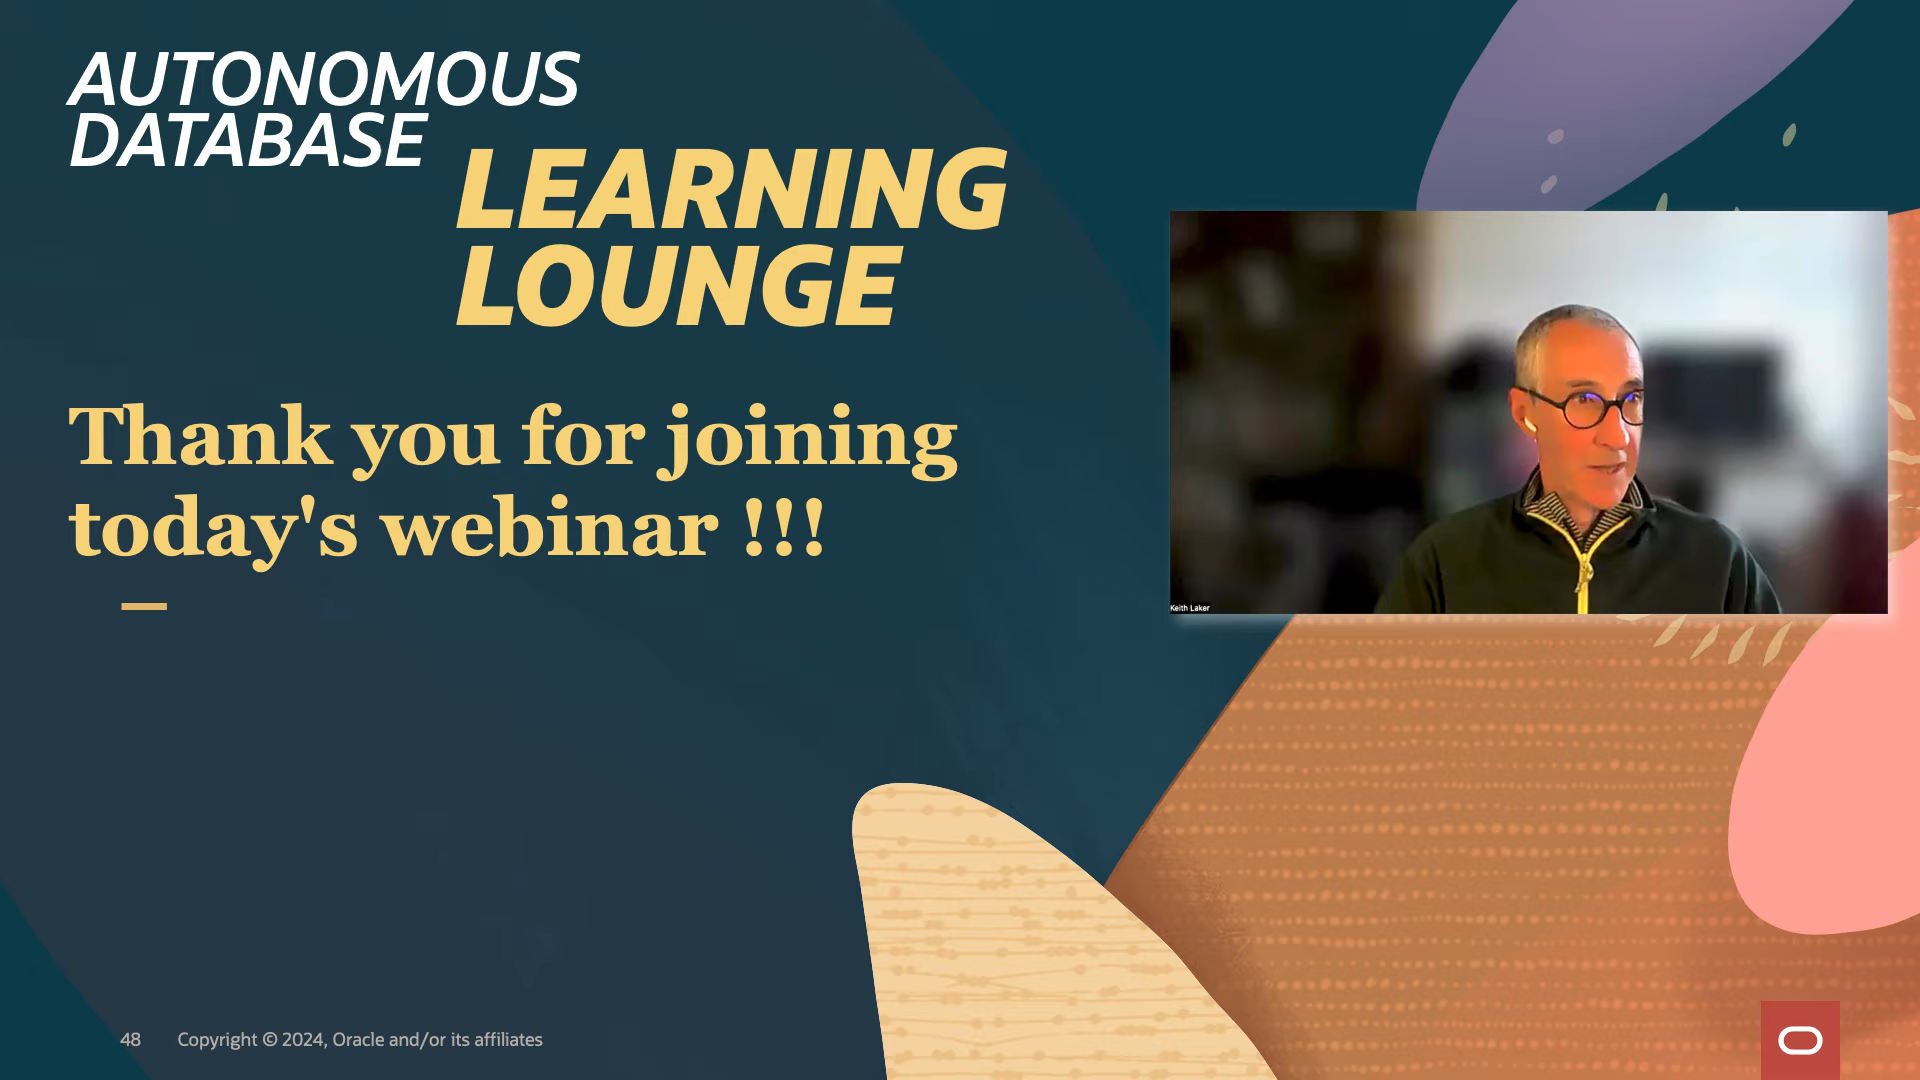 AUTONOMOUS
DATABASE
LEARNING
LOUNGE
Thank you for joining
today's webinar !!!
Keith Laker
48 Copyright © 2024, Oracle and/or its affiliates